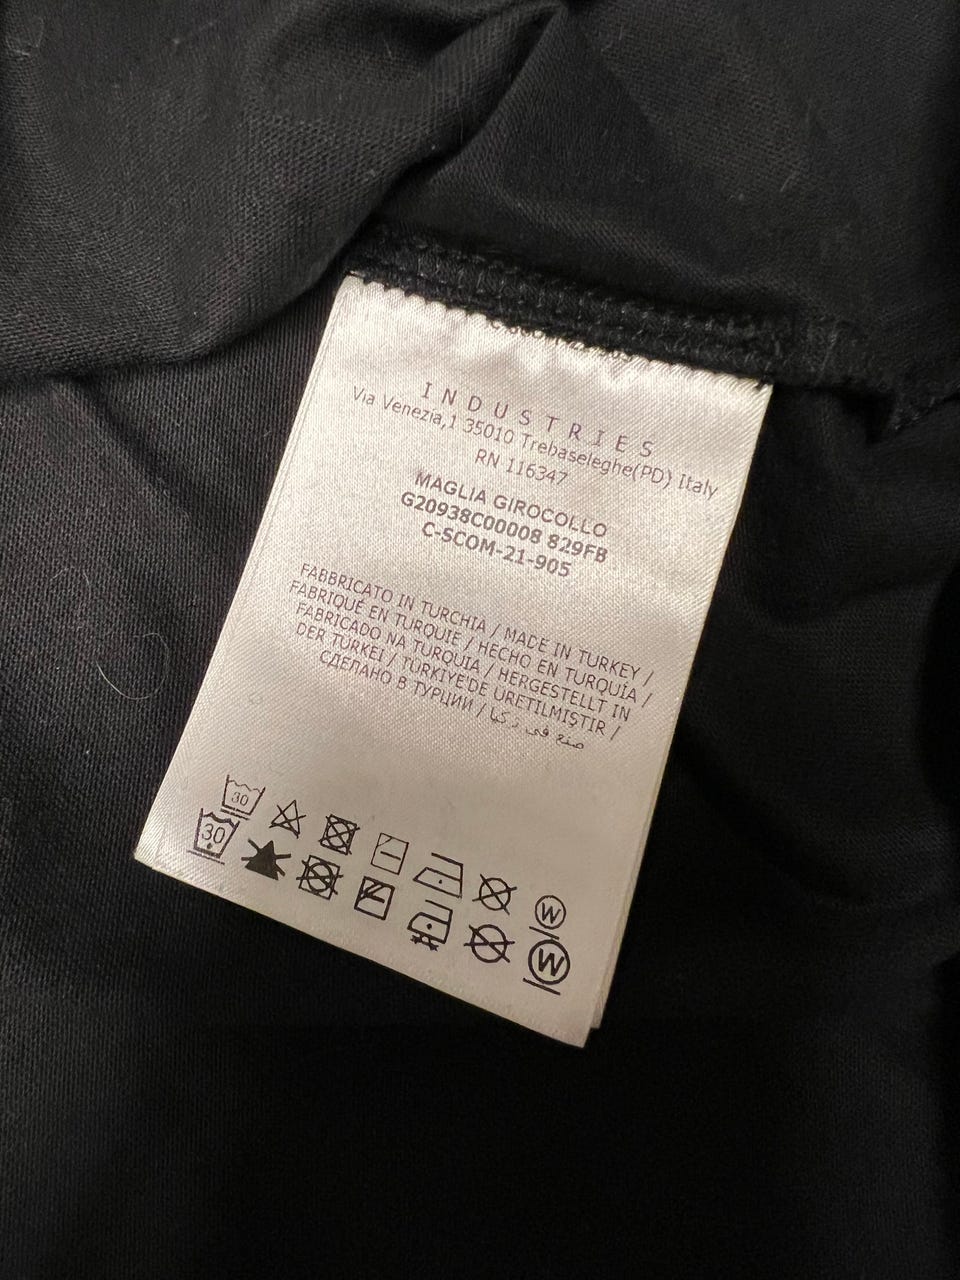 INDUSTRIES
Via Venezia,1 35010 Trebaseleghe(PD) Italy
RN 116347
MAGLIA GIROCOLLO
G20938C00008 829FB
C-SCOM-21-905
FABBRICATO IN TURCHIA / MADE IN TURKEY /
FABRIQUÉ EN TURQUIE / HECHO EN TURQUÍA /
FABRICADO NA TURQUIA / HERGESTELLT IN
DER TÜRKEI / TÜRKIYE'DE ÜRETILMIŞTIR /
СДЕЛАНО В ТУРЦИИ / صنع في تركيا
30
W
30
W